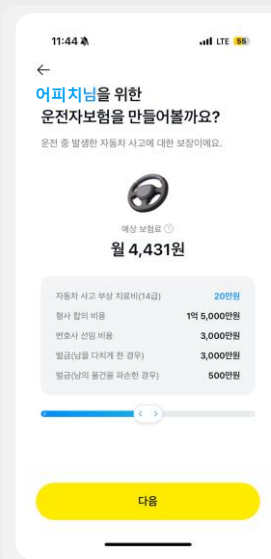 11:44
LTE 55
어피치님을 위한
운전자보험을 만들어볼까요?
운전 중 발생한 자동차 사고에 대한 보장이에요.
예상 보험료 ?
월 4,431원
자동차 사고 부상 치료비(14급) 20만원
형사 합의 비용 1억 5,000만원
변호사 선임 비용 3,000만원
벌금(남을 다치게 한 경우) 3,000만원
벌금(남의 물건을 파손한 경우) 500만원
다음